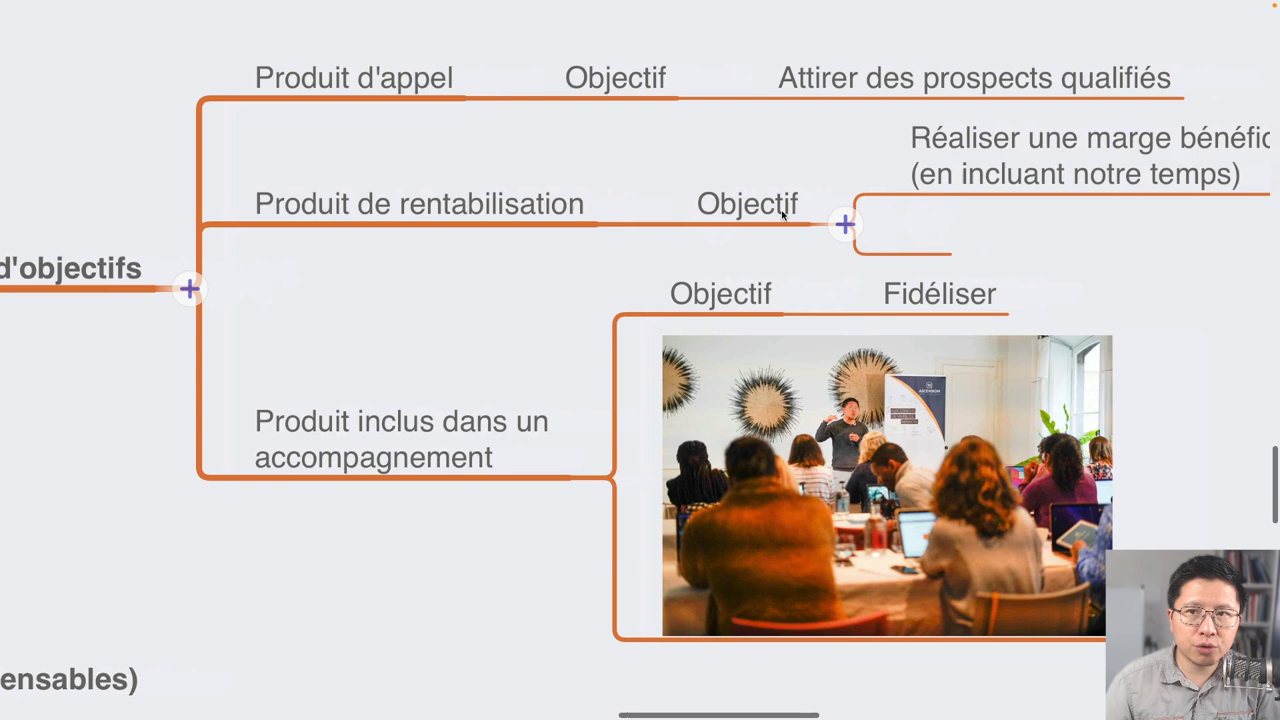 Produit d'appel
Objectif
Attirer des prospects qualifiés
Réaliser une marge bénéfic
(en incluant notre temps)
Produit de rentabilisation
Objectif
d'objectifs
Objectif
Fidéliser
Produit inclus dans un
accompagnement
ensables)